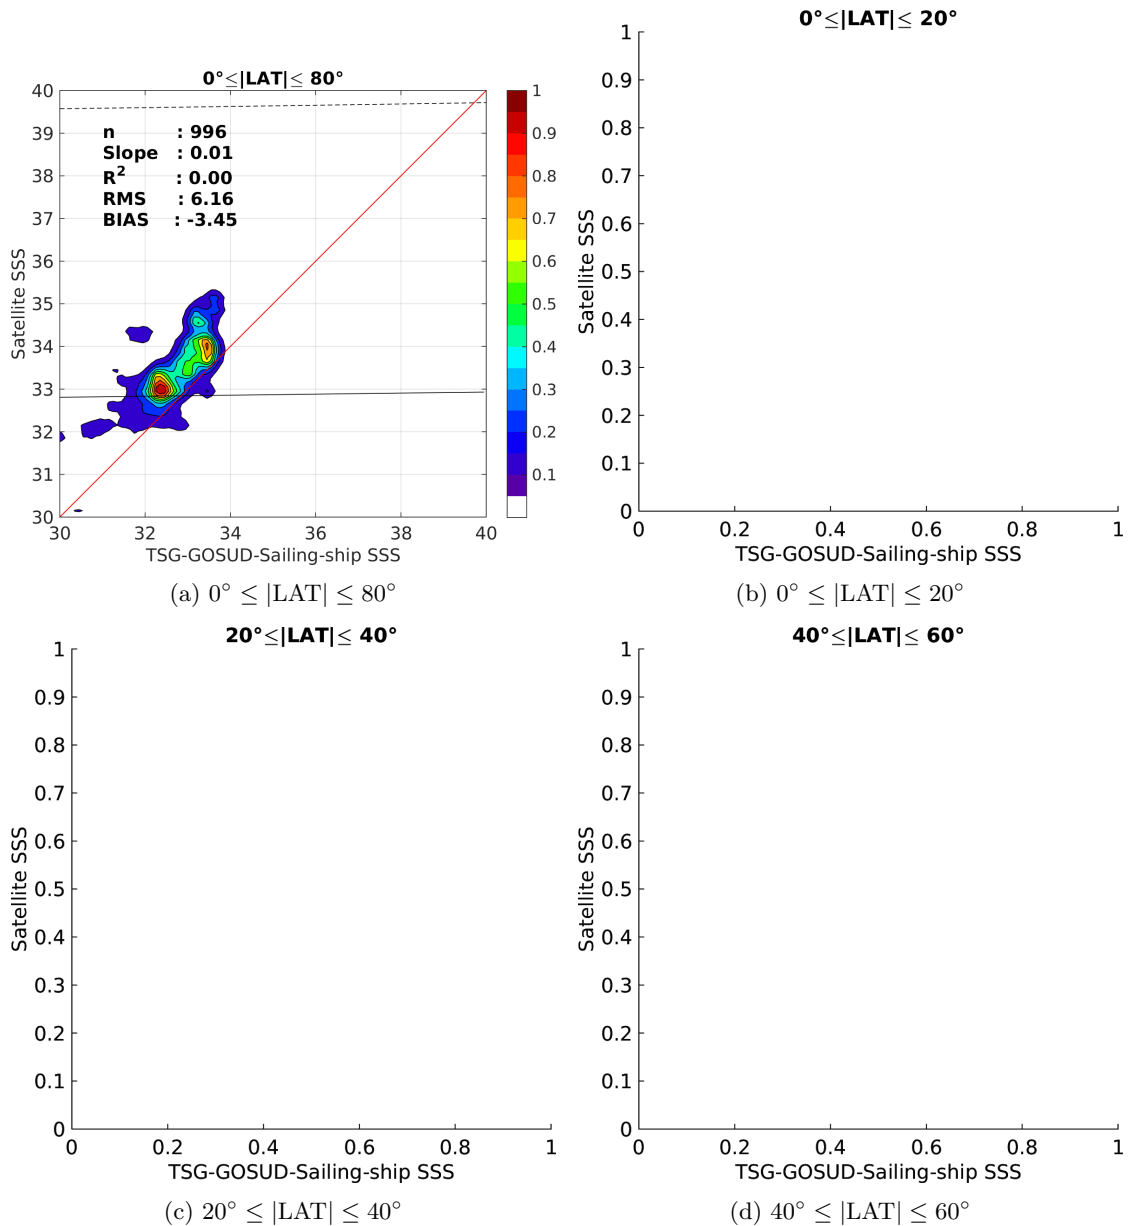 0°≤|LAT|≤ 80°
40
39
38
37
36
35
34
33
32
31
30
30 32 34 36 38 40
Satellite SSS
TSG-GOSUD-Sailing-ship SSS
n : 996
Slope : 0.01
R² : 0.00
RMS : 6.16
BIAS : -3.45
1
0.9
0.8
0.7
0.6
0.5
0.4
0.3
0.2
0.1
(a) 0° ≤ |LAT| ≤ 80°
0°≤|LAT|≤ 20°
1
0.9
0.8
0.7
0.6
0.5
0.4
0.3
0.2
0.1
0
0 0.2 0.4 0.6 0.8 1
Satellite SSS
TSG-GOSUD-Sailing-ship SSS
(b) 0° ≤ |LAT| ≤ 20°
20°≤|LAT|≤ 40°
1
0.9
0.8
0.7
0.6
0.5
0.4
0.3
0.2
0.1
0
0 0.2 0.4 0.6 0.8 1
Satellite SSS
TSG-GOSUD-Sailing-ship SSS
(c) 20° ≤ |LAT| ≤ 40°
40°≤|LAT|≤ 60°
1
0.9
0.8
0.7
0.6
0.5
0.4
0.3
0.2
0.1
0
0 0.2 0.4 0.6 0.8 1
Satellite SSS
TSG-GOSUD-Sailing-ship SSS
(d) 40° ≤ |LAT| ≤ 60°